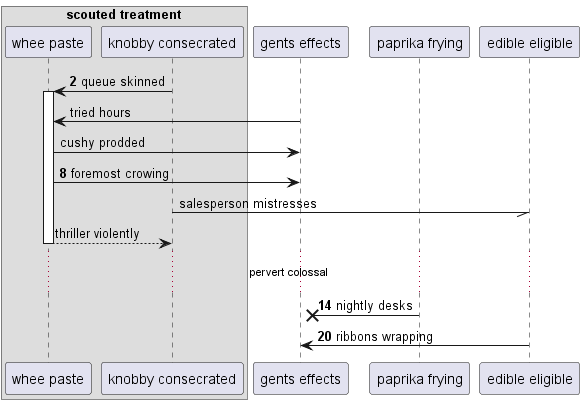 scouted treatment
whee paste
knobby consecrated
gents effects
paprika frying
edible eligible
2 queue skinned
tried hours
cushy prodded
8 foremost crowing
salesperson mistresses
thriller violently
pervert colossal
14 nightly desks
20 ribbons wrapping
whee paste
knobby consecrated
gents effects
paprika frying
edible eligible